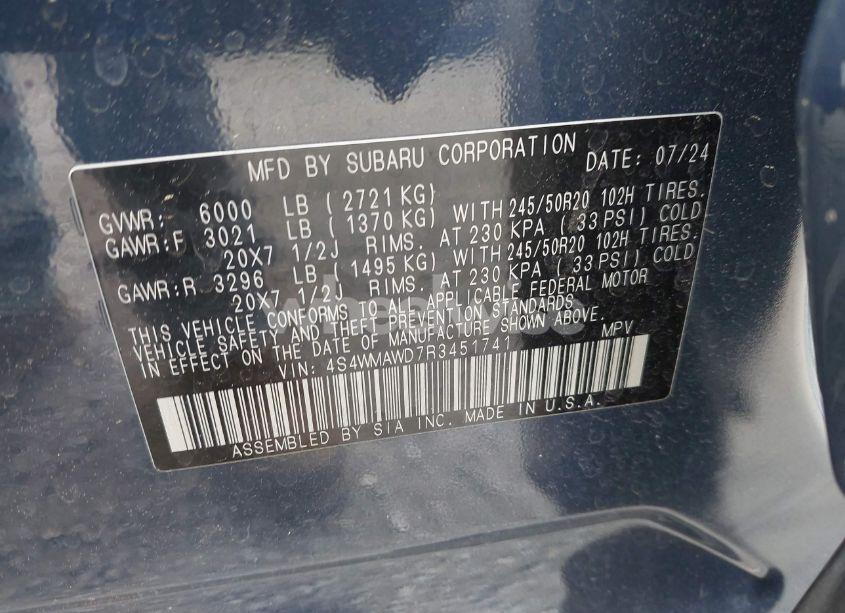 MFD BY SUBARU CORPORATION DATE: 07/24
GVWR: 6000 LB ( 2721 KG)
GAWR:F 3021 LB ( 1370 KG) WITH 245/50R20 102H TIRES.
20X7 1/2J RIMS. AT 230 KPA ( 33 PSI) COLD
GAWR:R 3296 LB ( 1495 KG) WITH 245/50R20 102H TIRES.
20X7 1/2J RIMS. AT 230 KPA ( 33 PSI) COLD
THIS VEHICLE CONFORMS TO ALL APPLICABLE FEDERAL MOTOR
VEHICLE SAFETY AND THEFT PREVENTION STANDARDS
IN EFFECT ON THE DATE OF MANUFACTURE SHOWN ABOVE.
VIN: 4S4WMAWD7R3451741 MPV
ASSEMBLED BY SIA INC. MADE IN U.S.A.